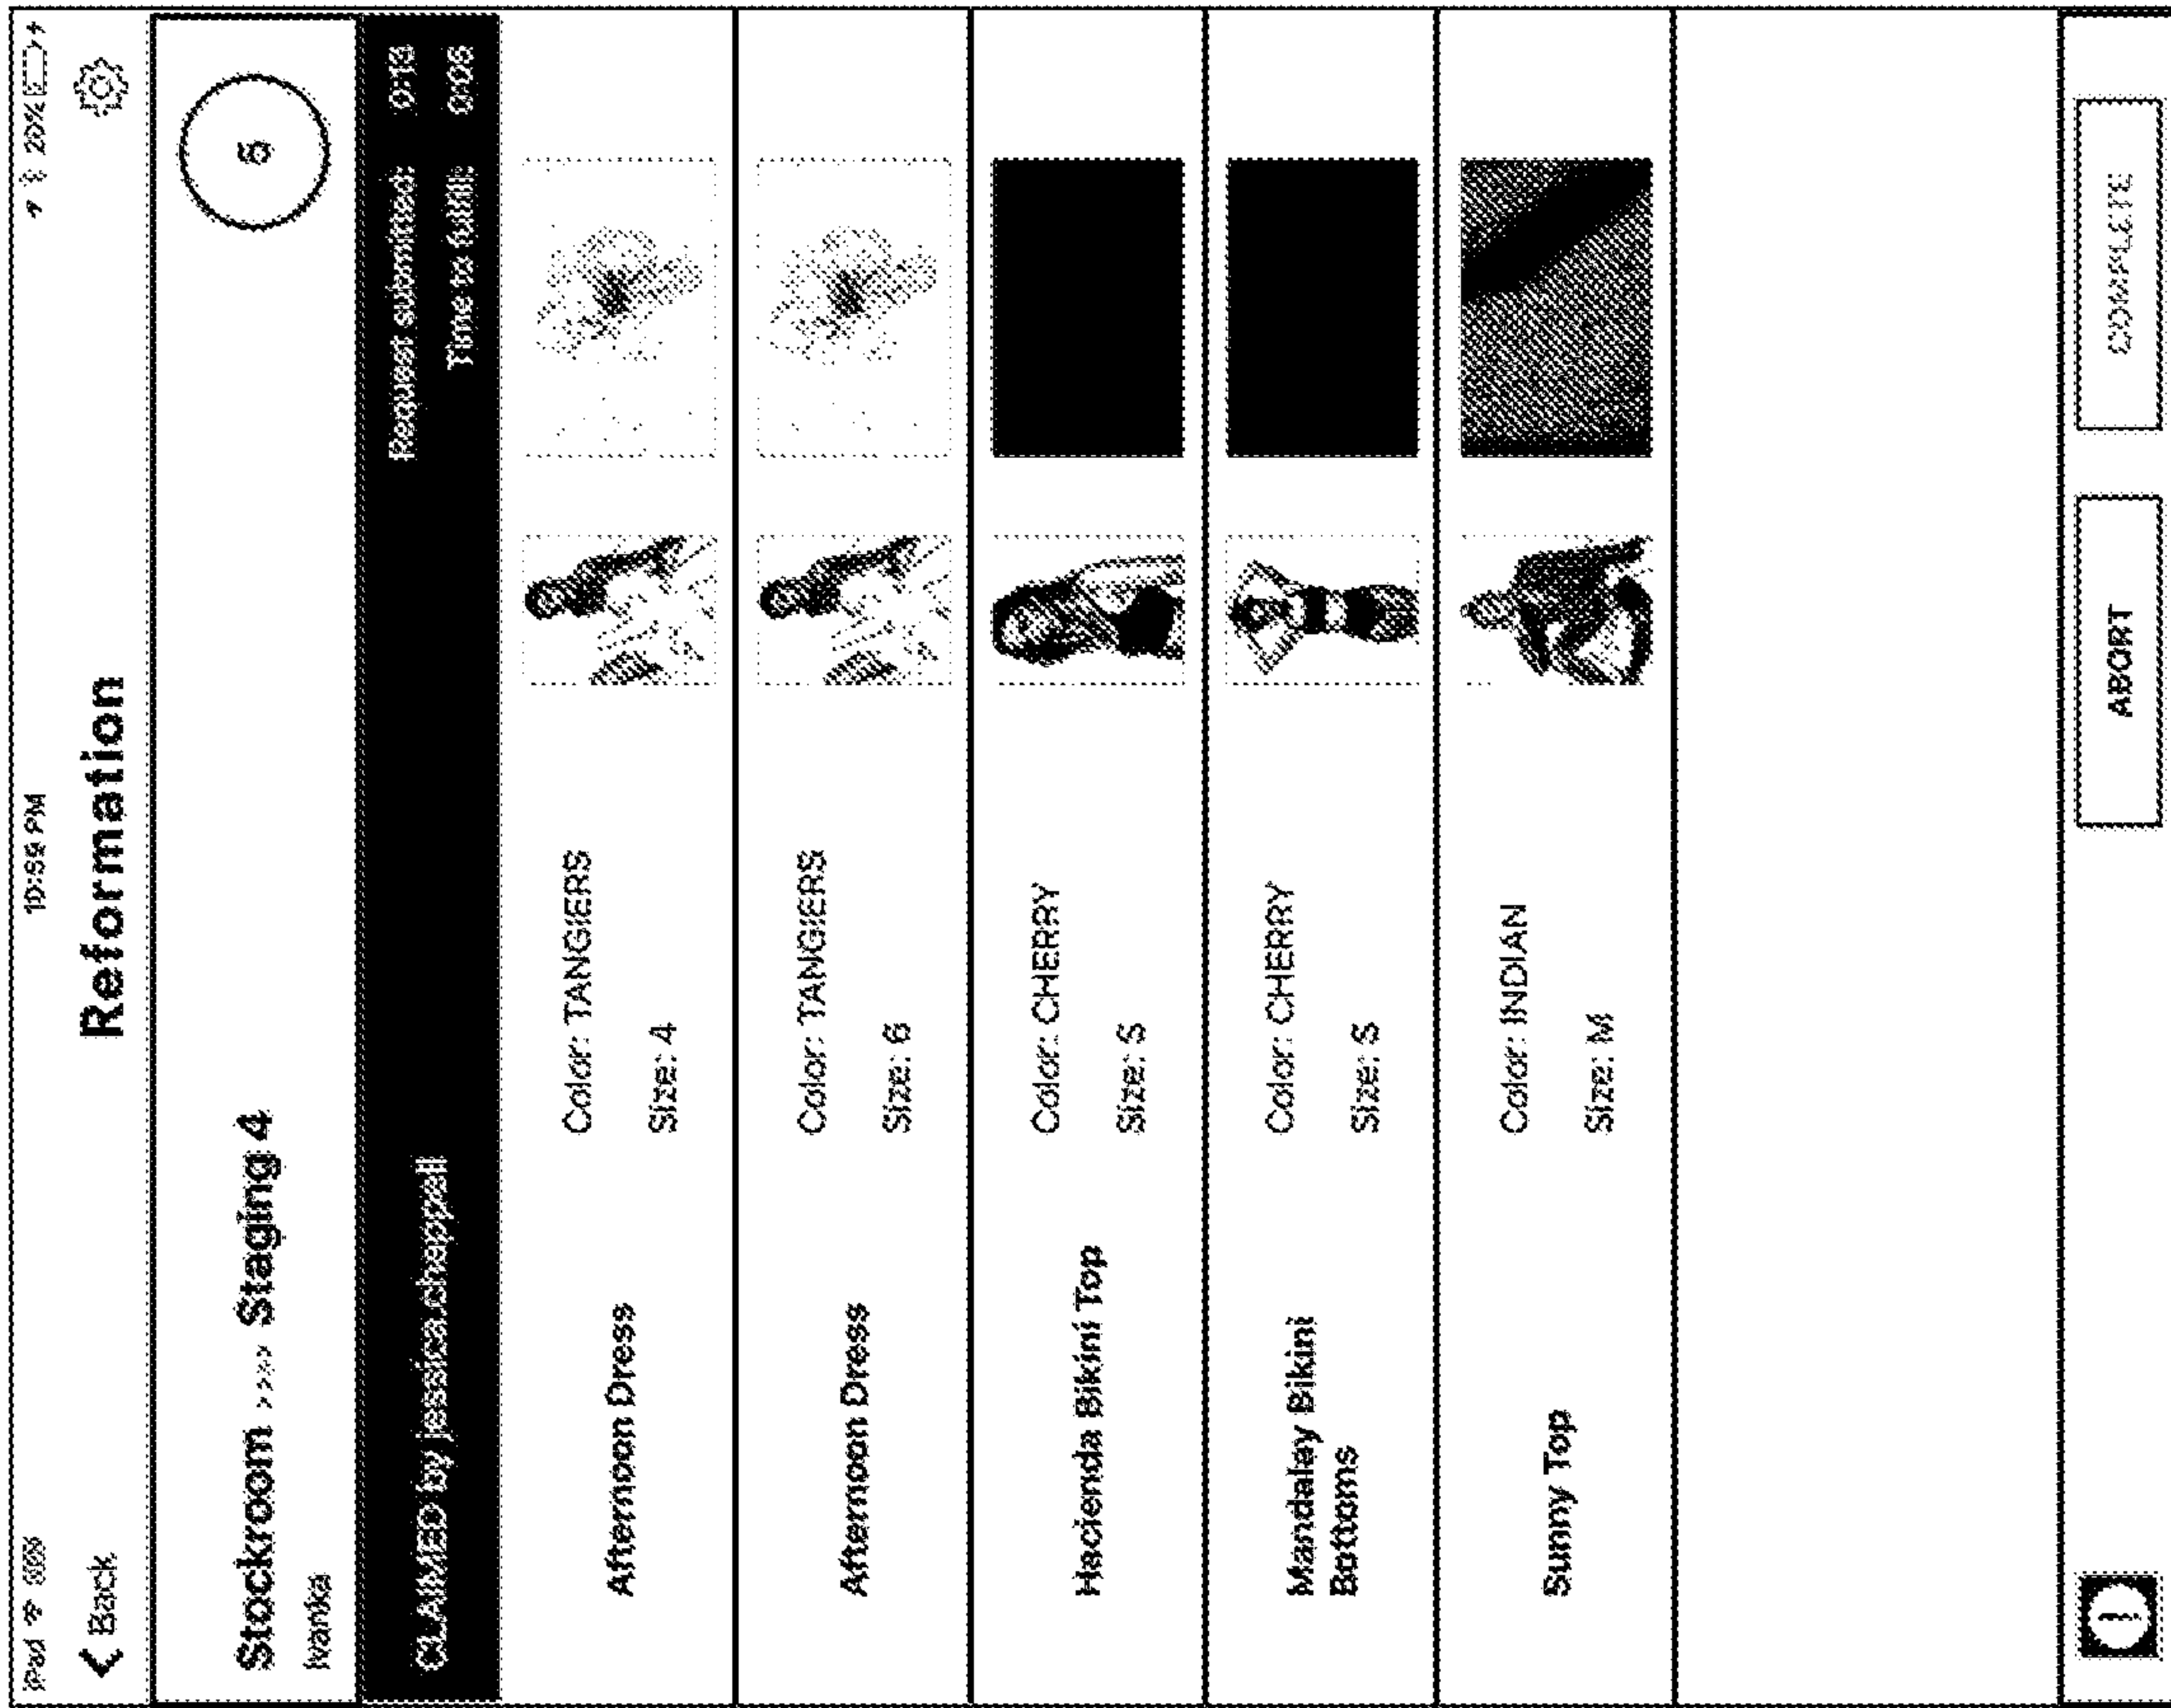 iPad
10:59 PM
20%
Back
Reformation
Stockroom >>>> Staging 4
Ivanka
5
CLAIMED by jessica.chappell
Request submitted: 0:13
Time to fulfill:
Afternoon Dress
Color: TANGIERS
Size: 4
Afternoon Dress
Color: TANGIERS
Size: 6
Hacienda Bikini Top
Color: CHERRY
Size: S
Mandalay Bikini
Bottoms
Color: CHERRY
Size: S
Sunny Top
Color: INDIAN
Size: M
ABORT
COMPLETE